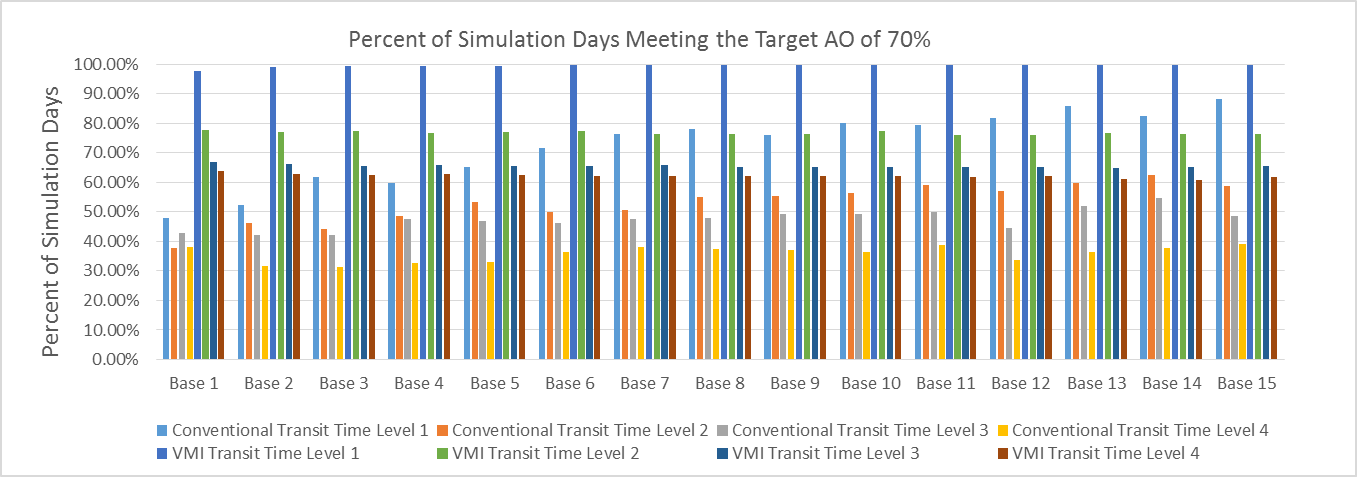 Percent of Simulation Days Meeting the Target AO of 70%
Percent of Simulation Days
100.00%
90.00%
80.00%
70.00%
60.00%
50.00%
40.00%
30.00%
20.00%
10.00%
0.00%
Base 1 Base 2 Base 3 Base 4 Base 5 Base 6 Base 7 Base 8 Base 9 Base 10 Base 11 Base 12 Base 13 Base 14 Base 15
Conventional Transit Time Level 1 Conventional Transit Time Level 2 Conventional Transit Time Level 3 Conventional Transit Time Level 4
VMI Transit Time Level 1 VMI Transit Time Level 2 VMI Transit Time Level 3 VMI Transit Time Level 4